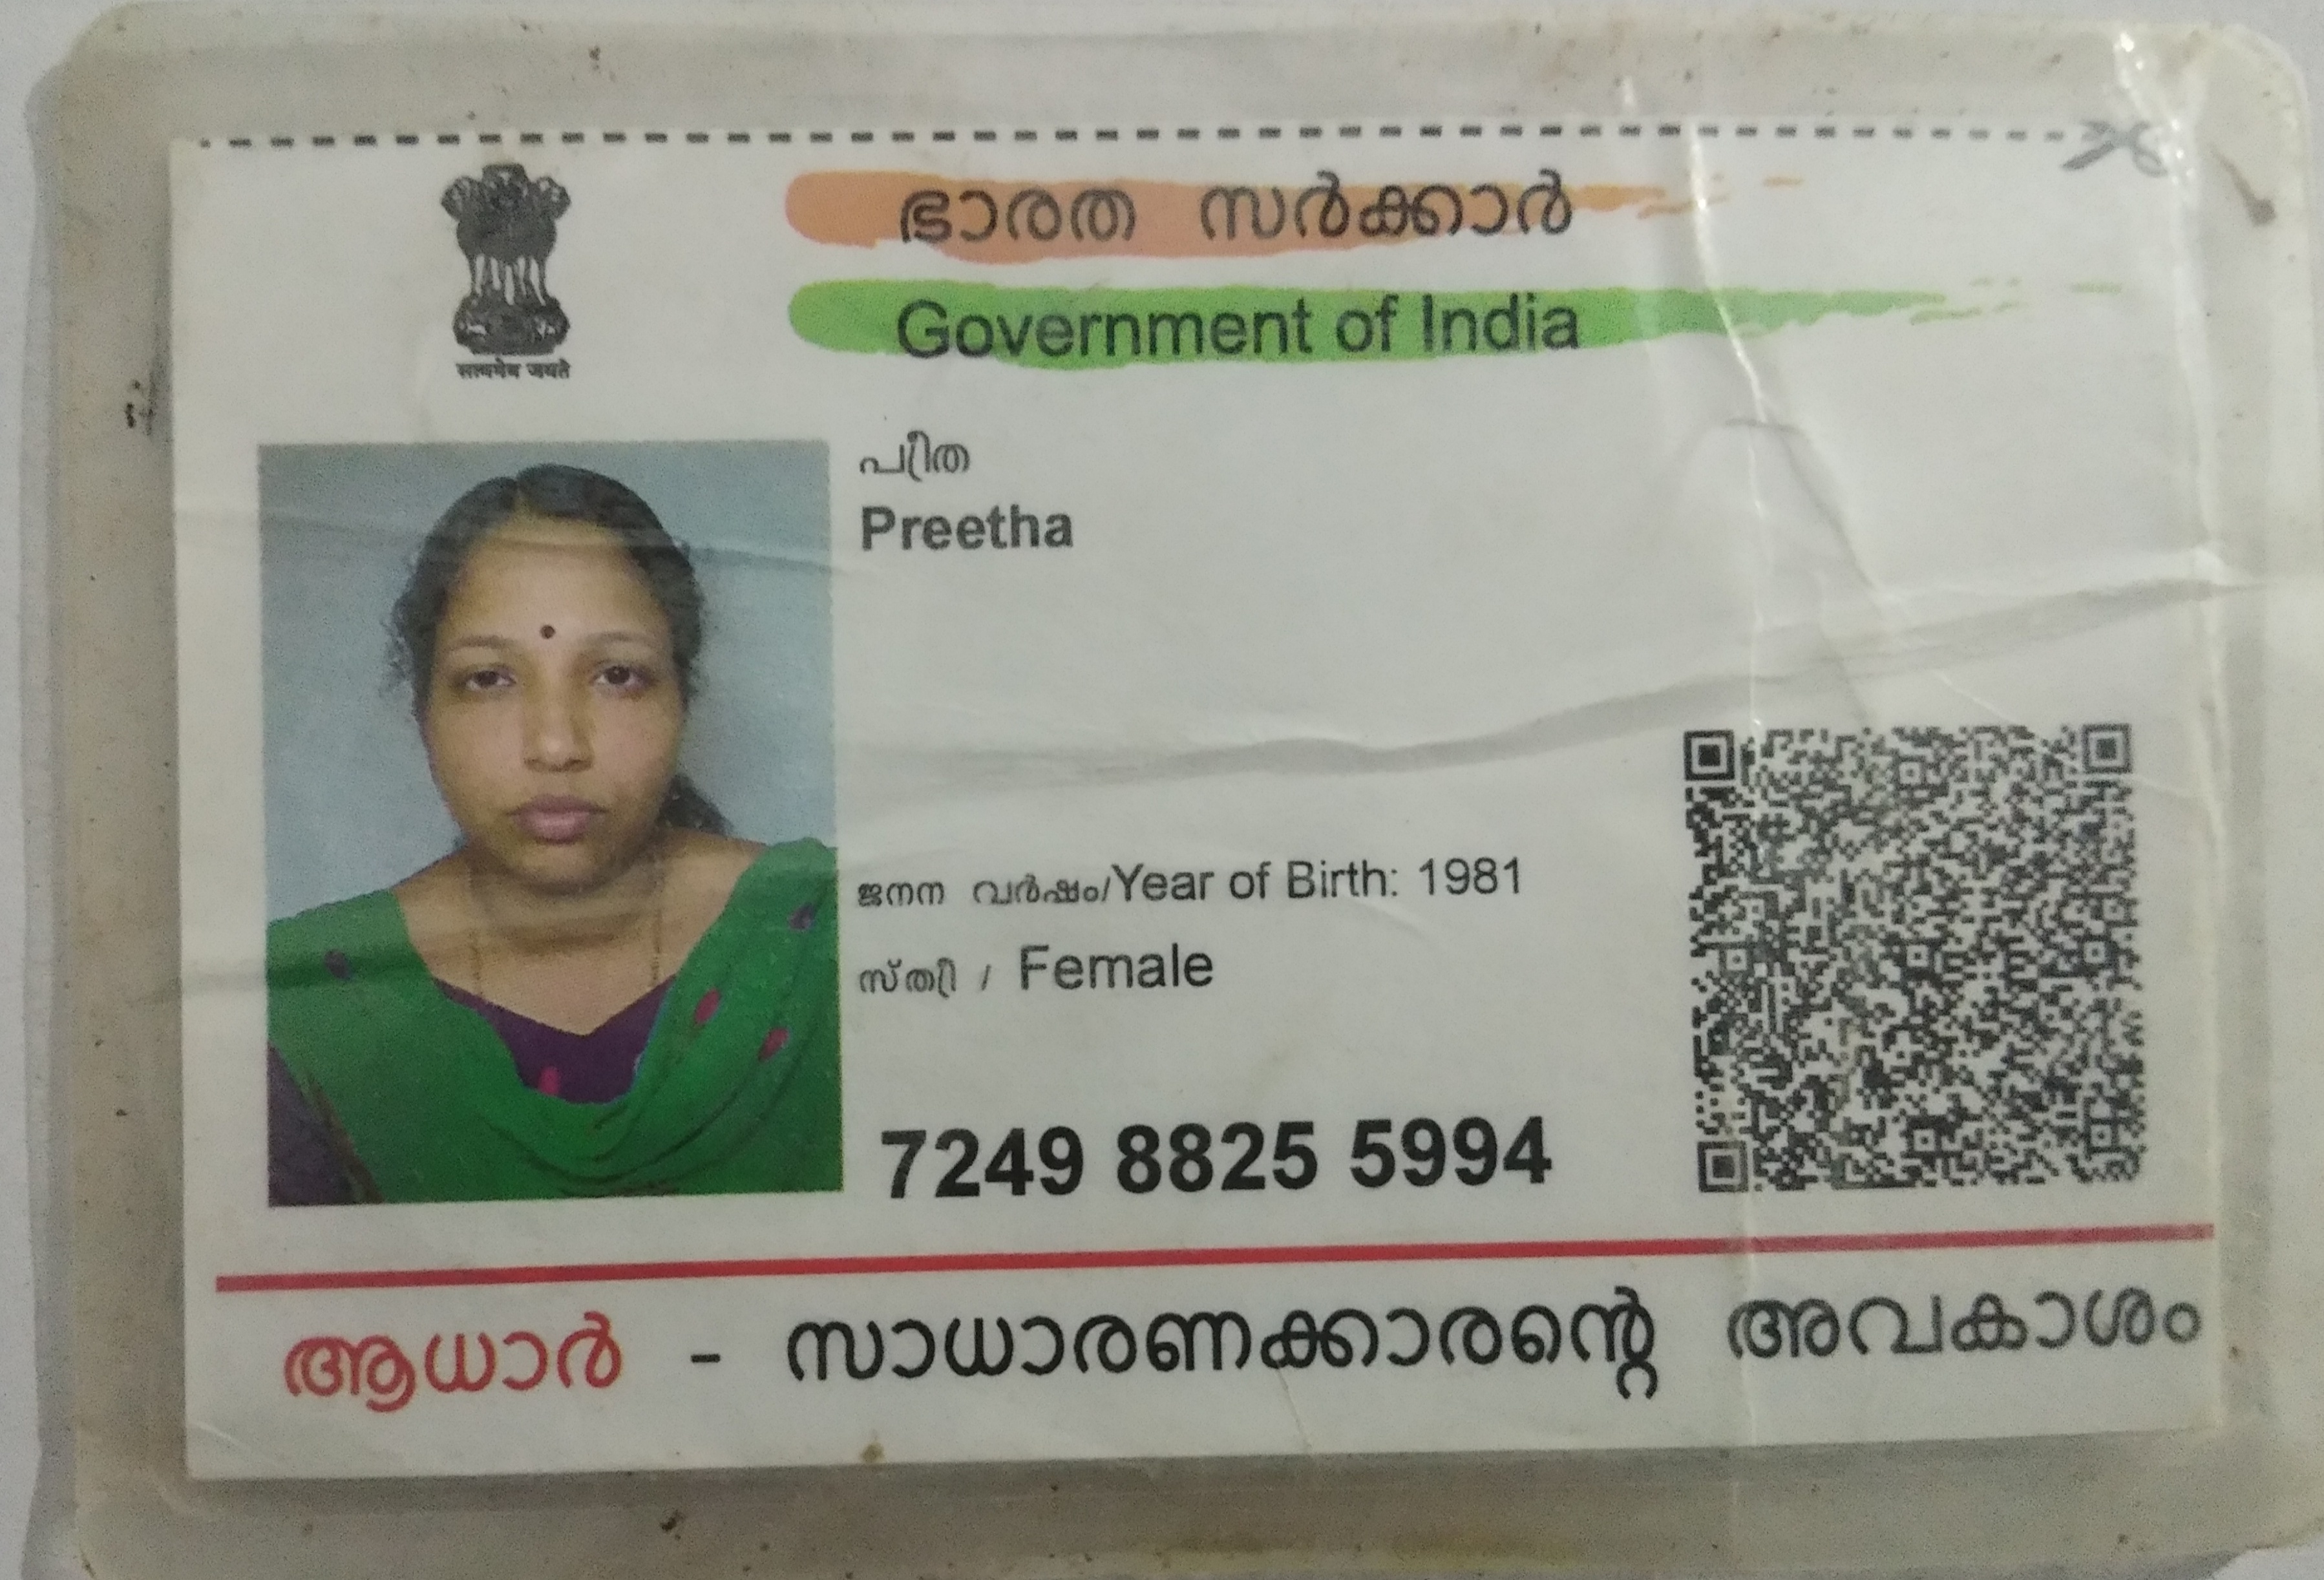 ഭാരത സർക്കാർ
Government of India
सत्यमेव जयते
പ്രീത
Preetha
ജനന വർഷം/Year of Birth: 1981
സ്ത്രീ / Female
7249 8825 5994
ആധാർ - സാധാരണക്കാരന്റെ അവകാശം